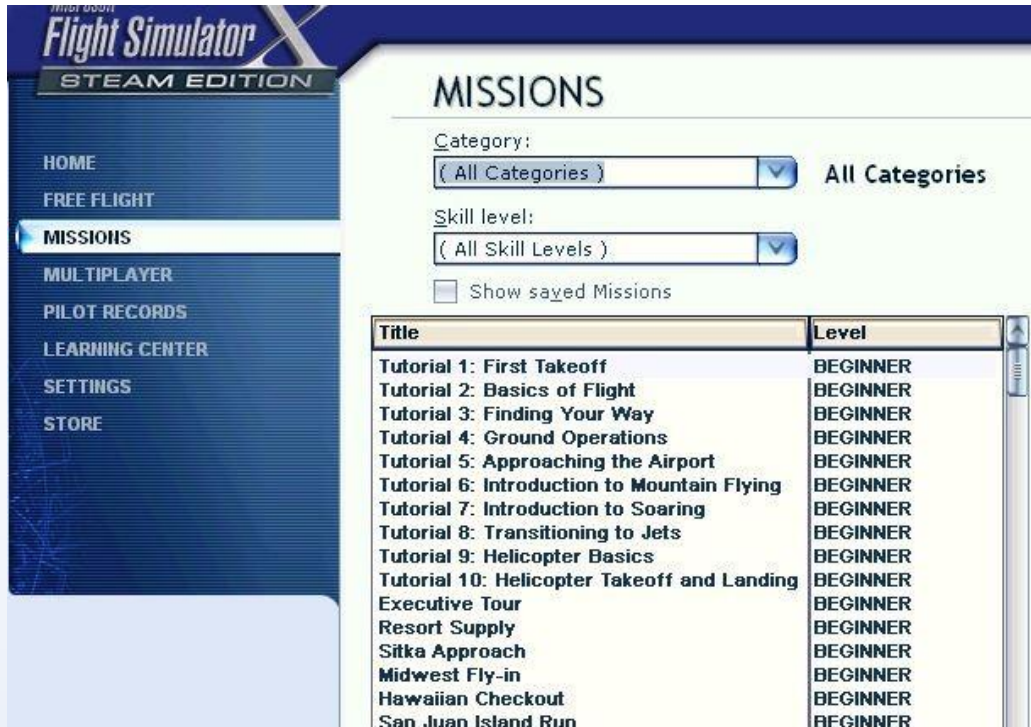 Microsoft
Flight Simulator X
STEAM EDITION
HOME
FREE FLIGHT
MISSIONS
MULTIPLAYER
PILOT RECORDS
LEARNING CENTER
SETTINGS
STORE
MISSIONS
Category:
( All Categories ) All Categories
Skill level:
( All Skill Levels )
Show saved Missions
Title Level
Tutorial 1: First Takeoff BEGINNER
Tutorial 2: Basics of Flight BEGINNER
Tutorial 3: Finding Your Way BEGINNER
Tutorial 4: Ground Operations BEGINNER
Tutorial 5: Approaching the Airport BEGINNER
Tutorial 6: Introduction to Mountain Flying BEGINNER
Tutorial 7: Introduction to Soaring BEGINNER
Tutorial 8: Transitioning to Jets BEGINNER
Tutorial 9: Helicopter Basics BEGINNER
Tutorial 10: Helicopter Takeoff and Landing BEGINNER
Executive Tour BEGINNER
Resort Supply BEGINNER
Sitka Approach BEGINNER
Midwest Fly-in BEGINNER
Hawaiian Checkout BEGINNER
San Juan Island Run BEGINNER